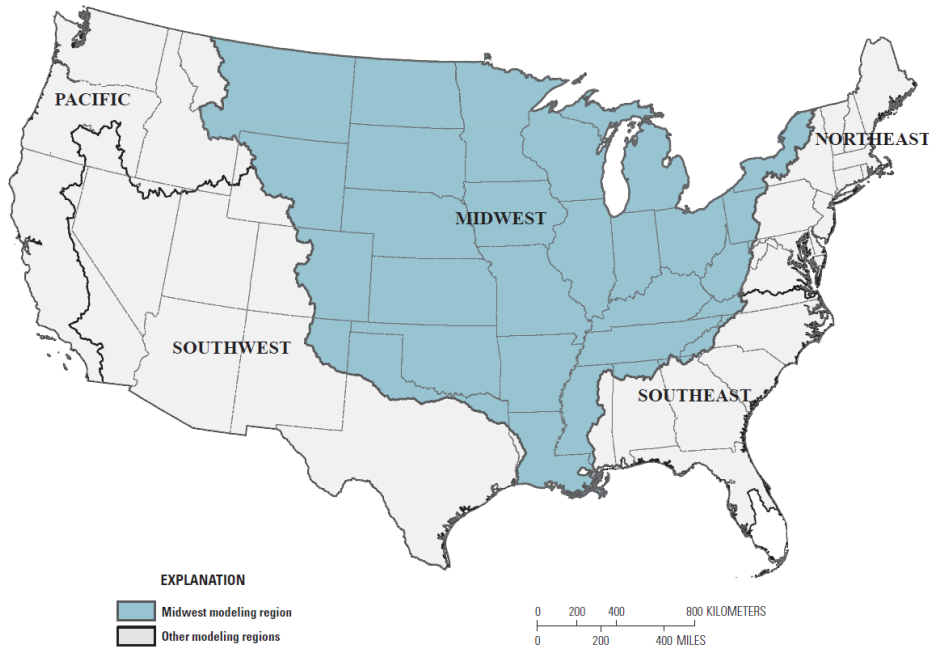 PACIFIC
NORTHEAST
MIDWEST
SOUTHWEST
SOUTHEAST
EXPLANATION
Midwest modeling region
Other modeling regions
0 200 400 800 KILOMETERS
0 200 400 MILES